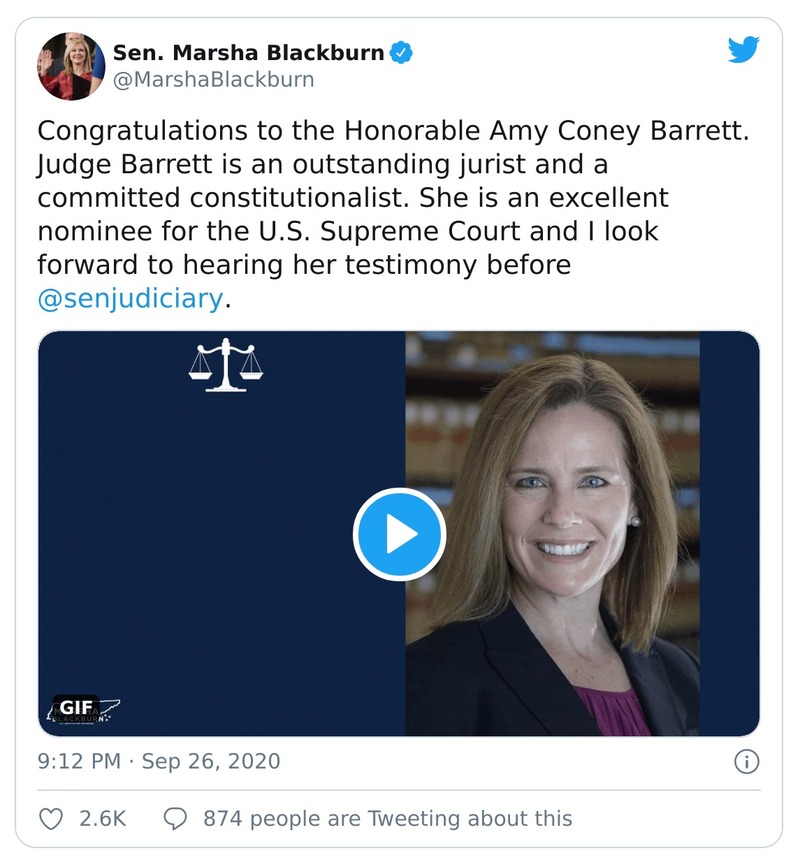 Sen. Marsha Blackburn
@MarshaBlackburn
Congratulations to the Honorable Amy Coney Barrett.
Judge Barrett is an outstanding jurist and a
committed constitutionalist. She is an excellent
nominee for the U.S. Supreme Court and I look
forward to hearing her testimony before
@senjudiciary.
GIF
BLACKBURN
9:12 PM · Sep 26, 2020
2.6K
874 people are Tweeting about this